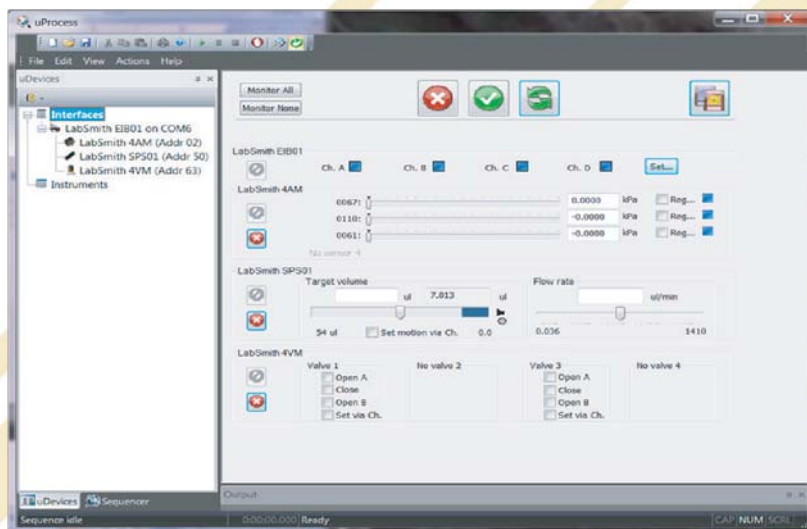 uProcess
File Edit View Actions Help
uDevices
Interfaces
LabSmith EIB01 on COM6
LabSmith 4AM (Addr 02)
LabSmith SPS01 (Addr 50)
LabSmith 4VM (Addr 63)
Instruments
uDevices Sequencer
Monitor All
Monitor None
LabSmith EIB01
Ch. A Ch. B Ch. C Ch. D Set...
LabSmith 4AM
0067: 0.0000 kPa Reg...
0110: -0.0000 kPa Reg...
0061: -0.0000 kPa Reg...
No sensor 4
LabSmith SPS01
Target volume Flow rate
ul 7.013 ul ul/min
54 ul Set motion via Ch. 0.0 0.036 1410
LabSmith 4VM
Valve 1 No valve 2 Valve 3 No valve 4
Open A Open A
Close Close
Open B Open B
Set via Ch. Set via Ch.
Output
Sequence idle 0:00:00.000 Ready CAP NUM SCRL